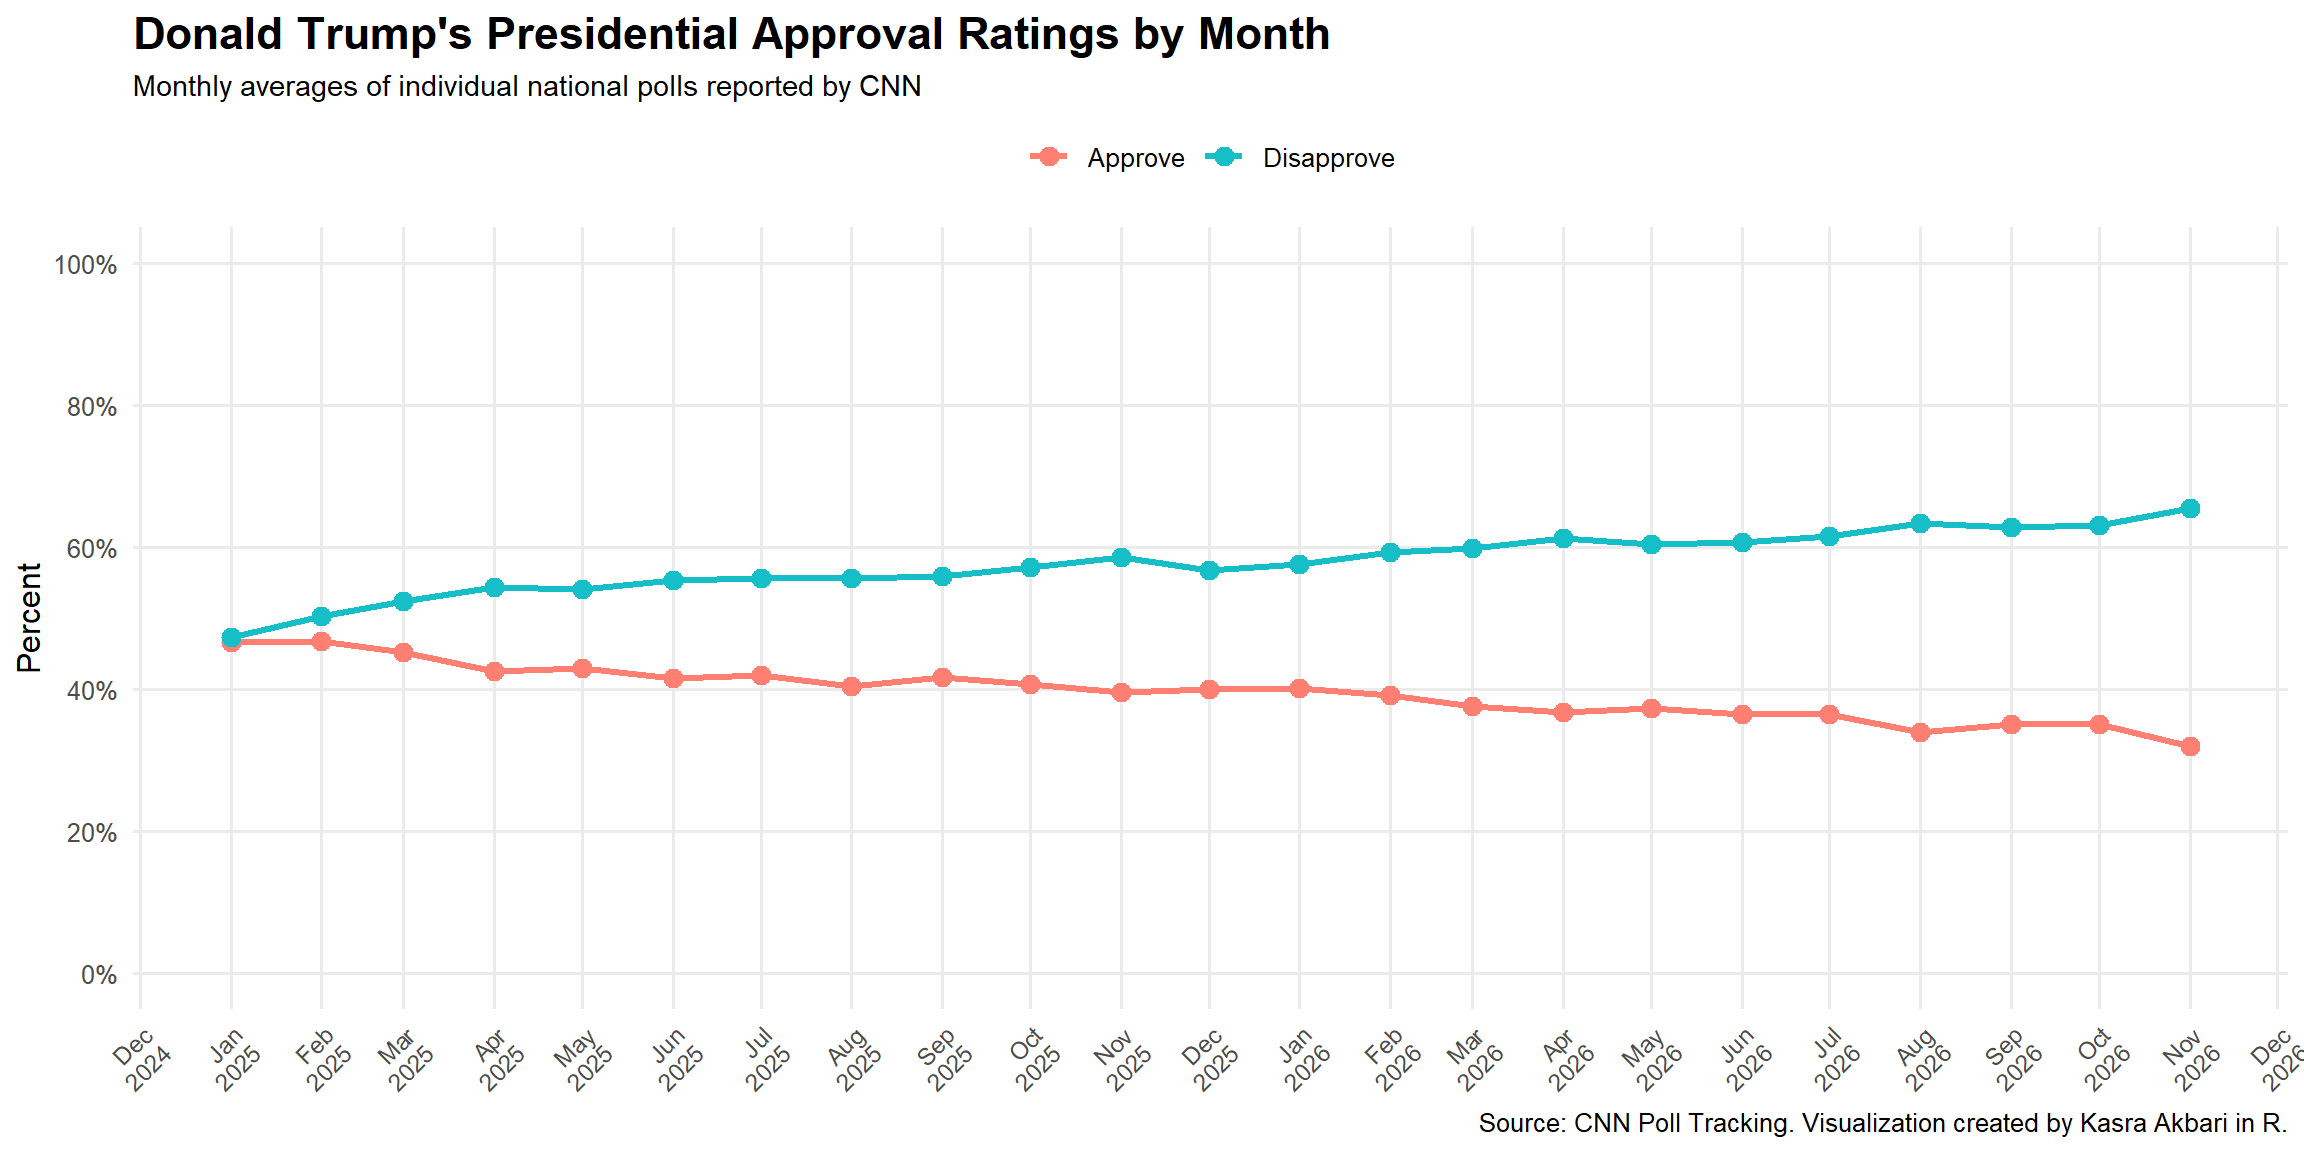 Donald Trump's Presidential Approval Ratings by Month
Monthly averages of individual national polls reported by CNN
Approve
Disapprove
Percent
100%
80%
60%
40%
20%
0%
Dec
2024
Jan
2025
Feb
2025
Mar
2025
Apr
2025
May
2025
Jun
2025
Jul
2025
Aug
2025
Sep
2025
Oct
2025
Nov
2025
Dec
2025
Jan
2026
Feb
2026
Mar
2026
Apr
2026
May
2026
Jun
2026
Jul
2026
Aug
2026
Sep
2026
Oct
2026
Nov
2026
Dec
2026
Source: CNN Poll Tracking. Visualization created by Kasra Akbari in R.